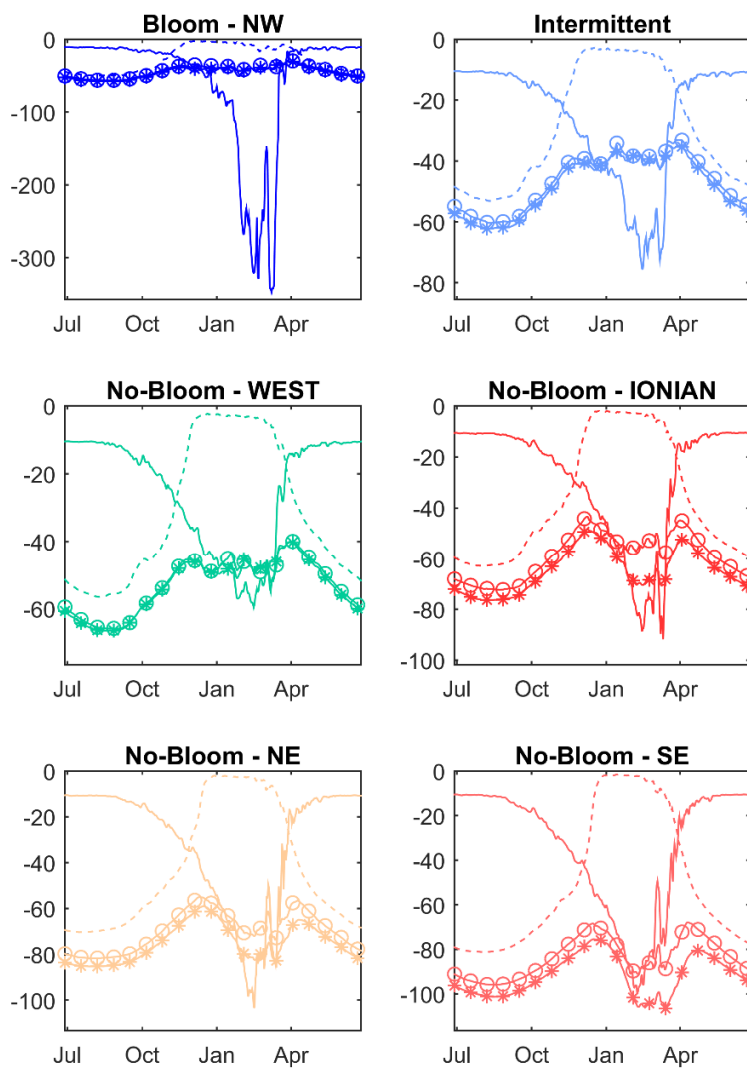 Bloom - NW
0
-100
-200
-300
Jul Oct Jan Apr
Intermittent
0
-20
-40
-60
-80
Jul Oct Jan Apr
No-Bloom - WEST
0
-20
-40
-60
Jul Oct Jan Apr
No-Bloom - IONIAN
0
-20
-40
-60
-80
-100
Jul Oct Jan Apr
No-Bloom - NE
0
-20
-40
-60
-80
-100
Jul Oct Jan Apr
No-Bloom - SE
0
-20
-40
-60
-80
-100
Jul Oct Jan Apr